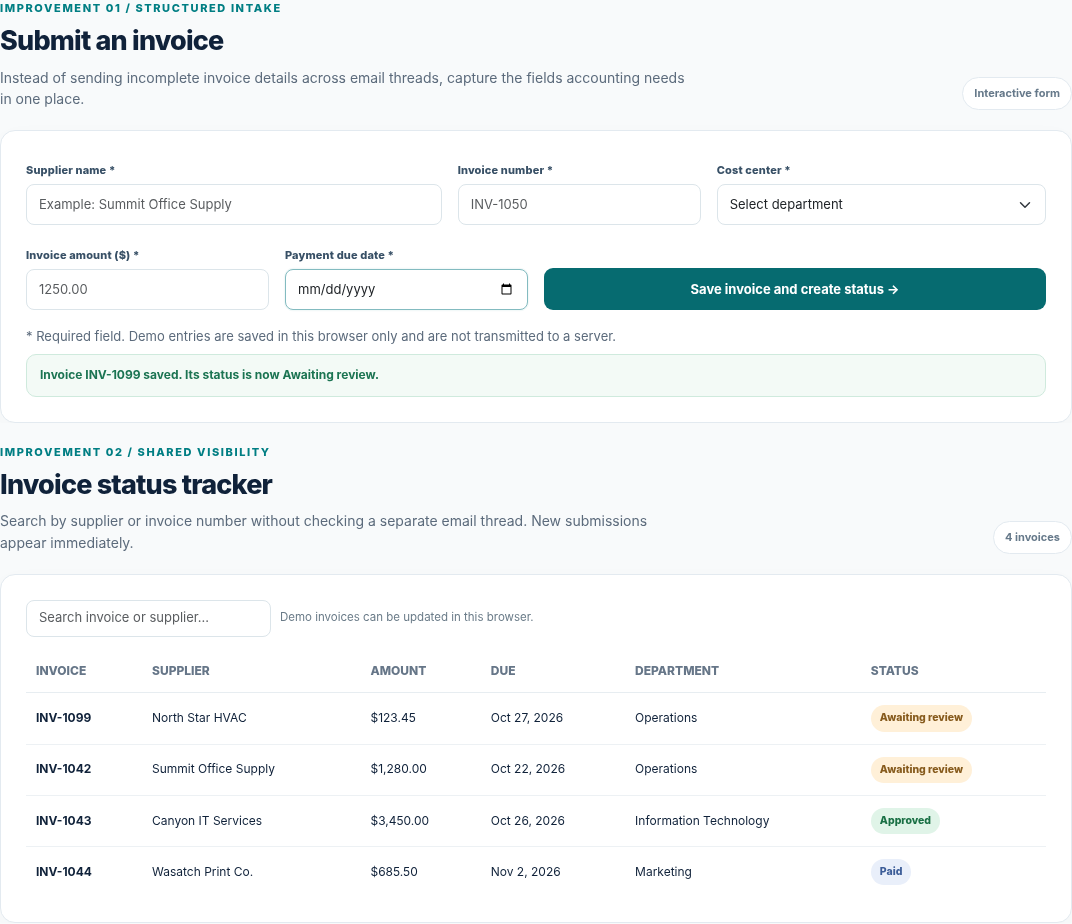 IMPROVEMENT 01 / STRUCTURED INTAKE
Submit an invoice
Instead of sending incomplete invoice details across email threads, capture the fields accounting needs
in one place.
Interactive form
Supplier name *
Invoice number *
Cost center *
Example: Summit Office Supply
INV-1050
Select department
Invoice amount ($) *
Payment due date *
1250.00
mm/dd/yyyy
Save invoice and create status →
* Required field. Demo entries are saved in this browser only and are not transmitted to a server.
Invoice INV-1099 saved. Its status is now Awaiting review.
IMPROVEMENT 02 / SHARED VISIBILITY
Invoice status tracker
Search by supplier or invoice number without checking a separate email thread. New submissions
appear immediately.
4 invoices
Search invoice or supplier...
Demo invoices can be updated in this browser.
INVOICE SUPPLIER AMOUNT DUE DEPARTMENT STATUS
INV-1099 North Star HVAC $123.45 Oct 27, 2026 Operations Awaiting review
INV-1042 Summit Office Supply $1,280.00 Oct 22, 2026 Operations Awaiting review
INV-1043 Canyon IT Services $3,450.00 Oct 26, 2026 Information Technology Approved
INV-1044 Wasatch Print Co. $685.50 Nov 2, 2026 Marketing Paid